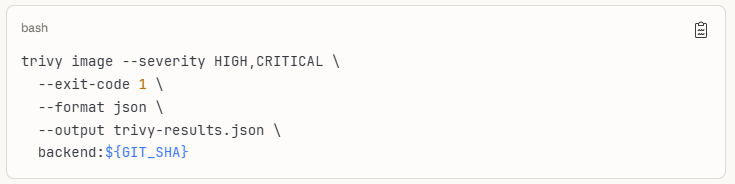 bash
trivy image --severity HIGH,CRITICAL \
  --exit-code 1 \
  --format json \
  --output trivy-results.json \
  backend:${GIT_SHA}